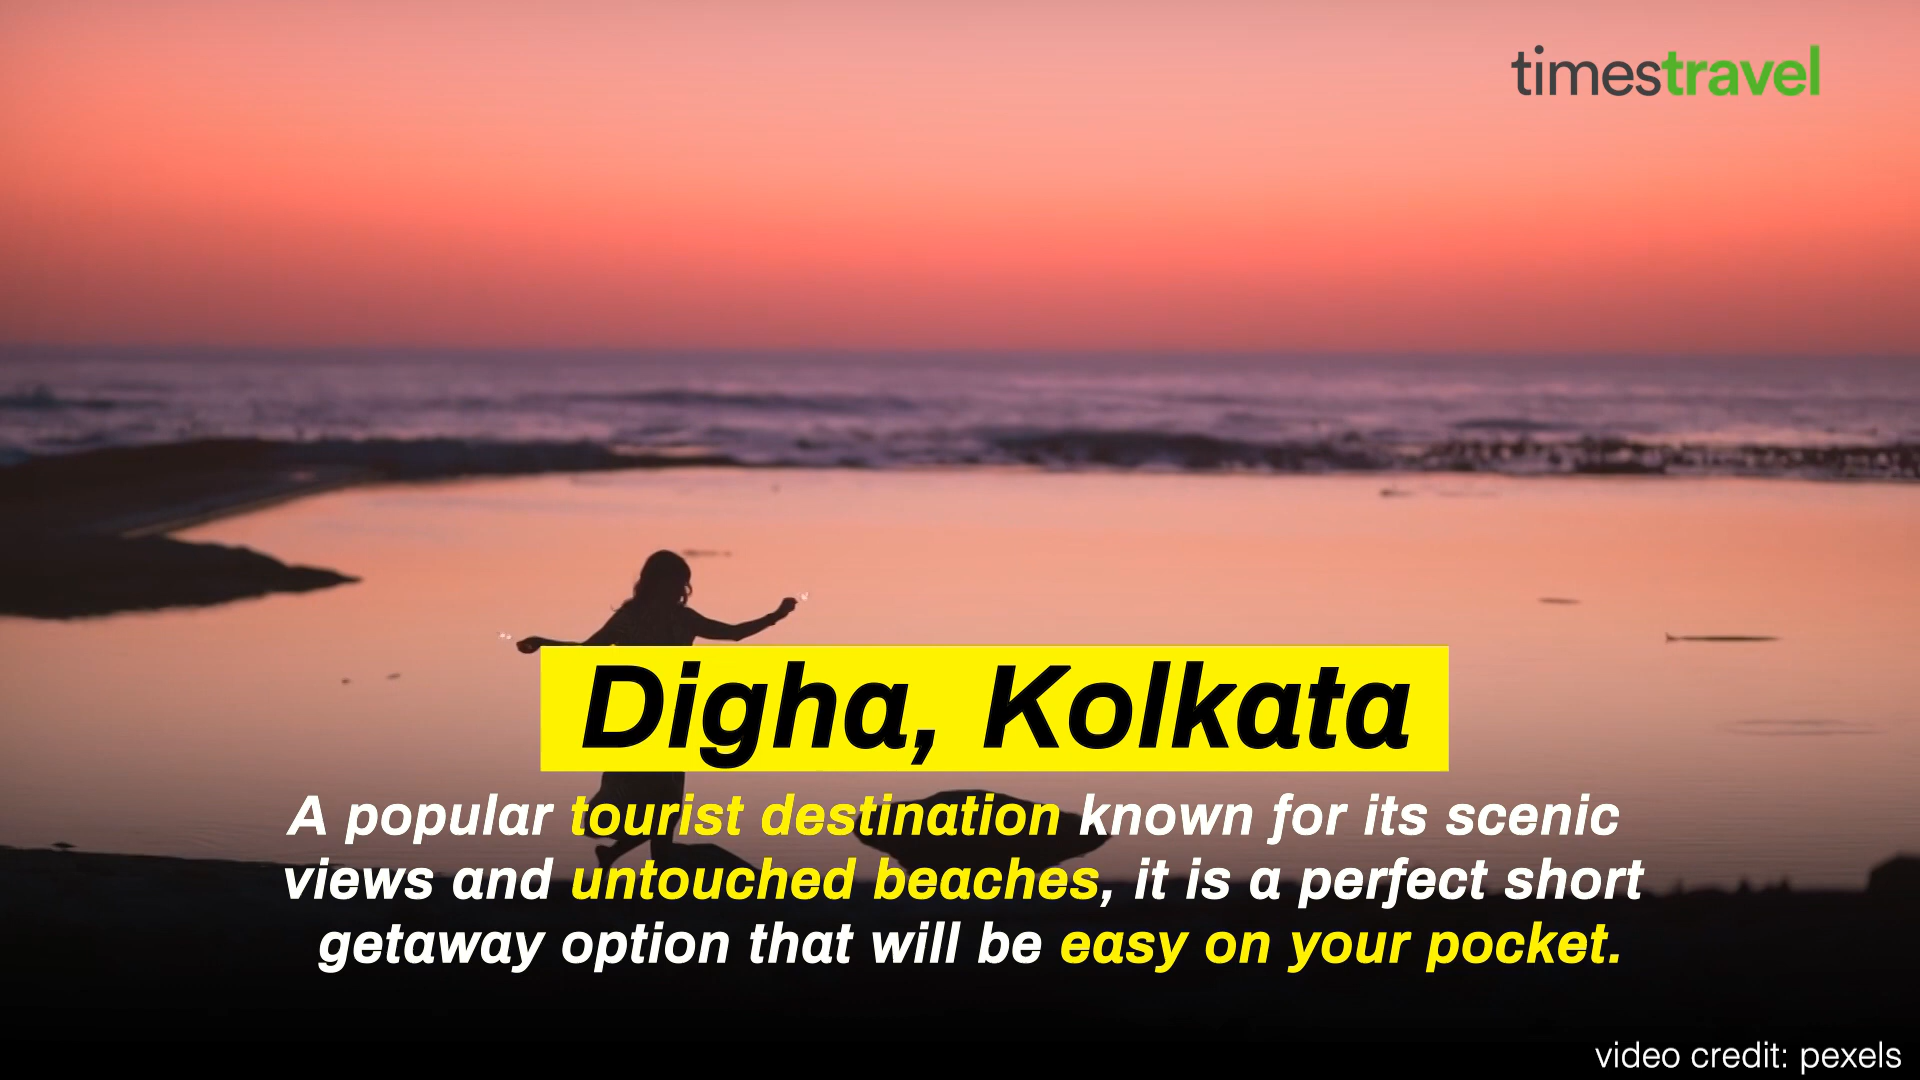 timestravel
Digha, Kolkata
A popular tourist destination known for its scenic
views and untouched beaches, it is a perfect short
getaway option that will be easy on your pocket.
video credit: pexels